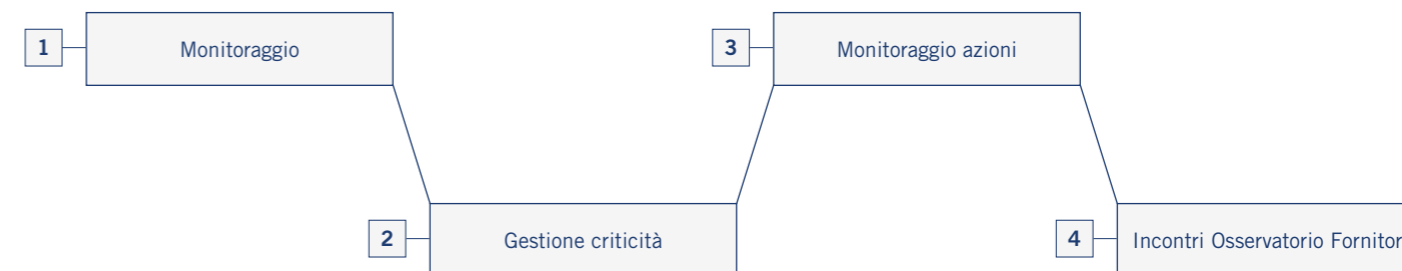 1 Monitoraggio
3 Monitoraggio azioni
2 Gestione criticità
4 Incontri Osservatorio Fornitor